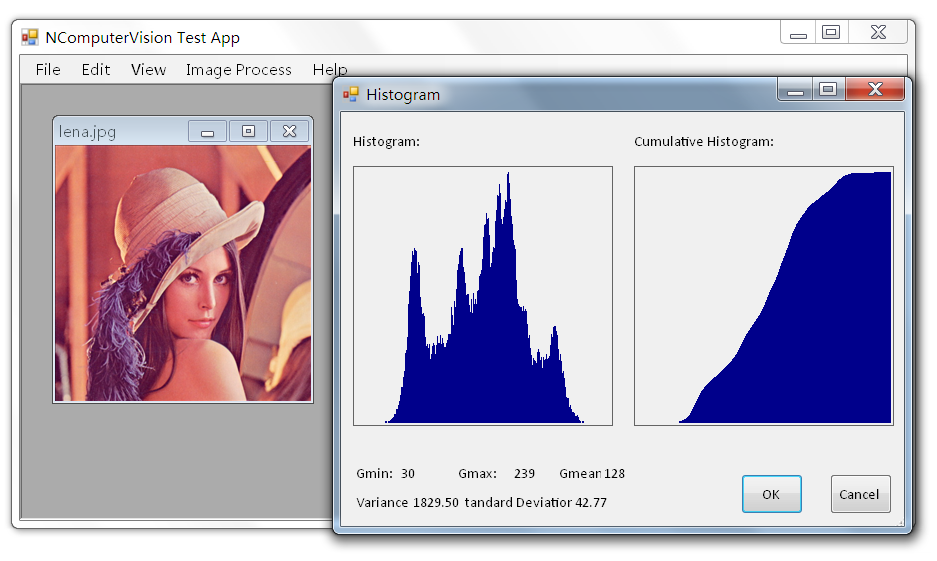 NComputerVision Test App
File Edit View Image Process Help
lena.jpg
Histogram
Histogram:
Cumulative Histogram:
Gmin: 30 Gmax: 239 Gmean 128
Variance 1829.50 tandard Deviatior 42.77
OK
Cancel